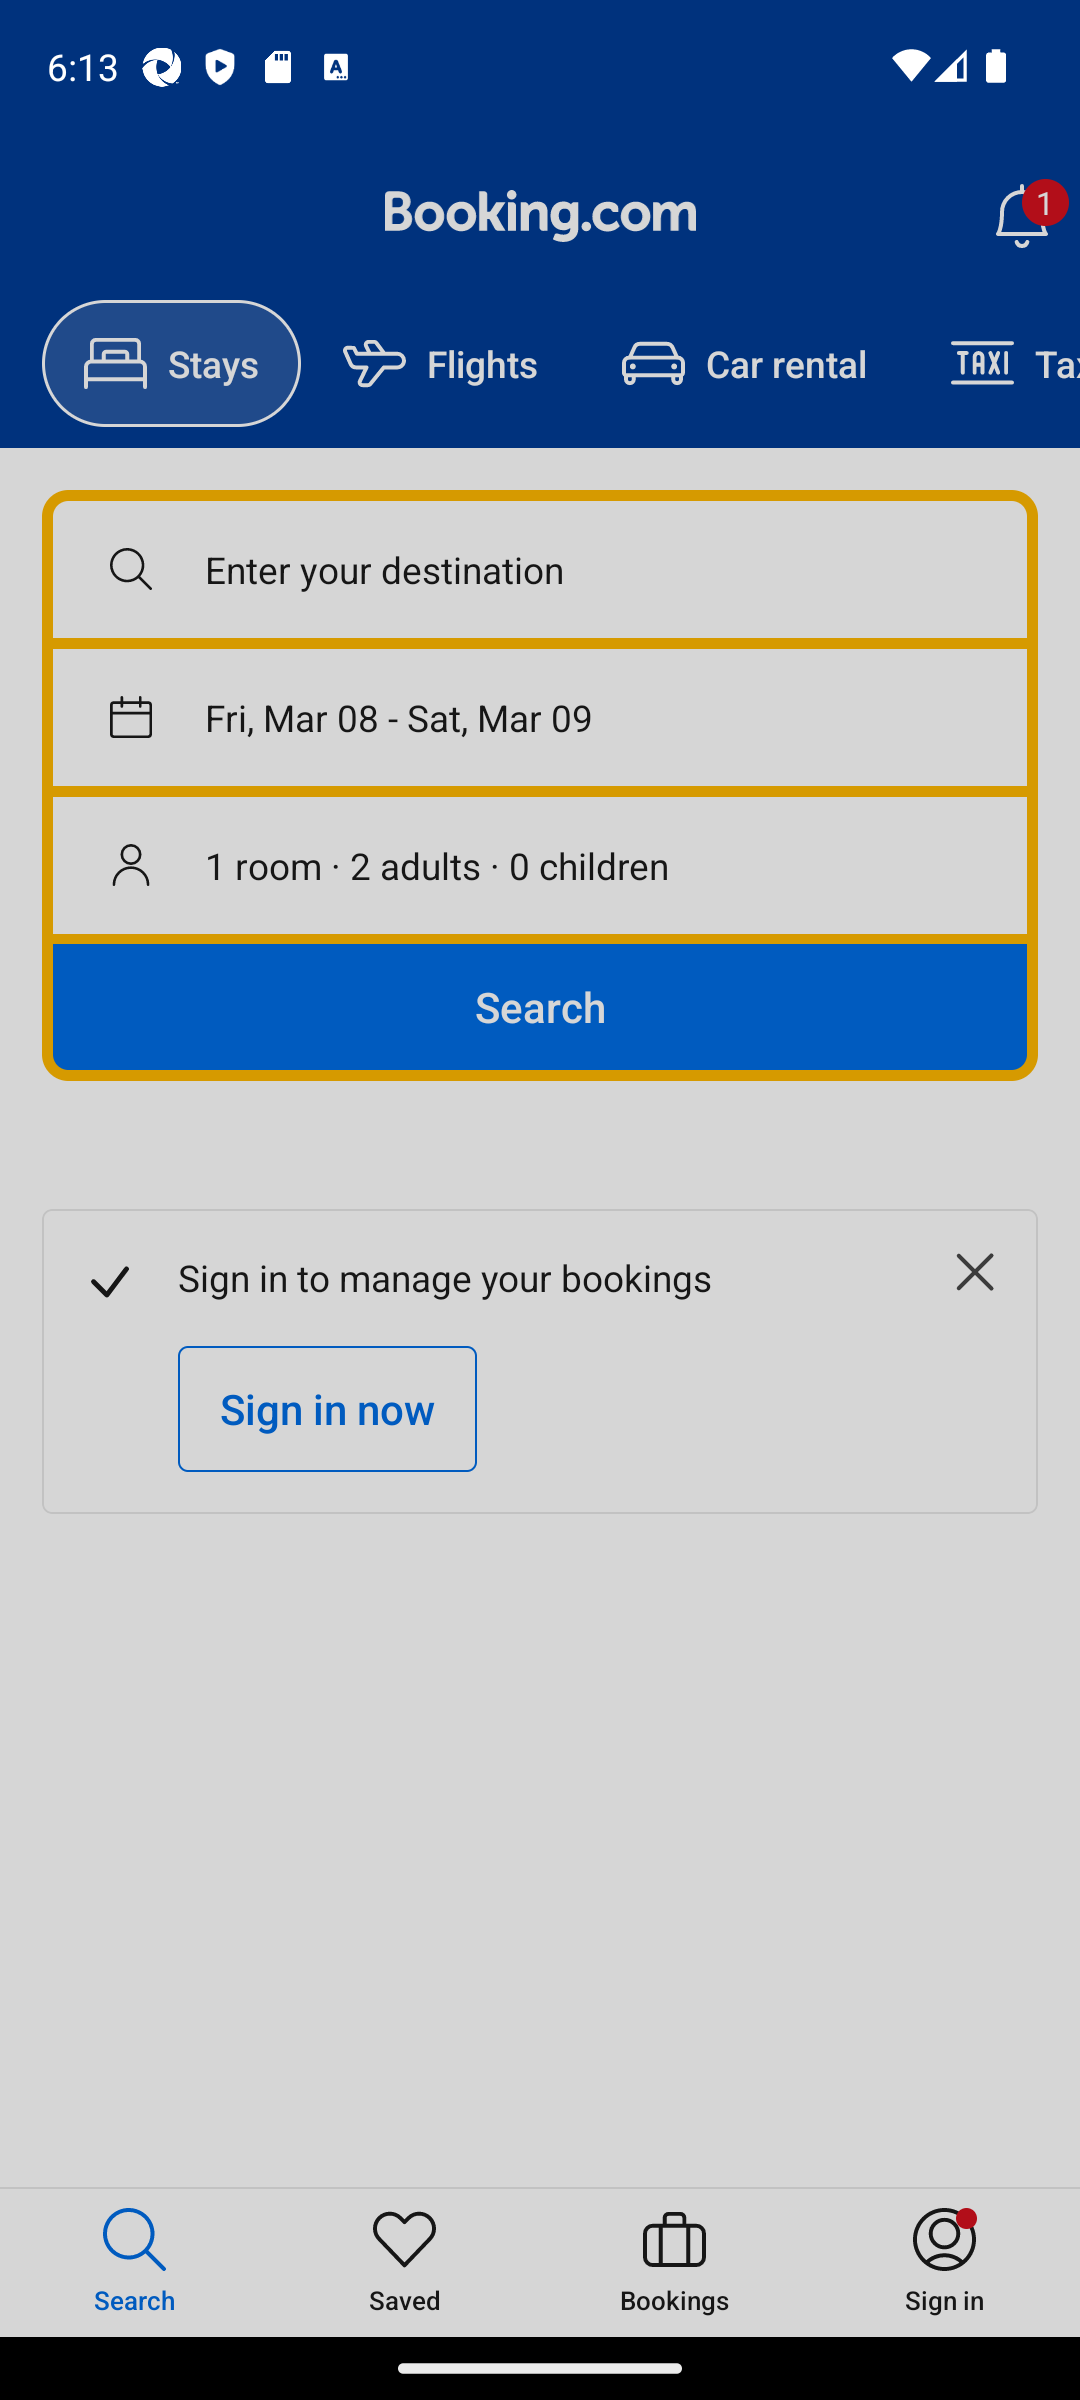 6:13
A
Booking.com
1
Stays
Flights
Car rental
TAXI
Tax
Enter your destination
Fri, Mar 08 - Sat, Mar 09
1 room · 2 adults · 0 children
Search
Sign in to manage your bookings
Sign in now
Search
Saved
Bookings
Sign in